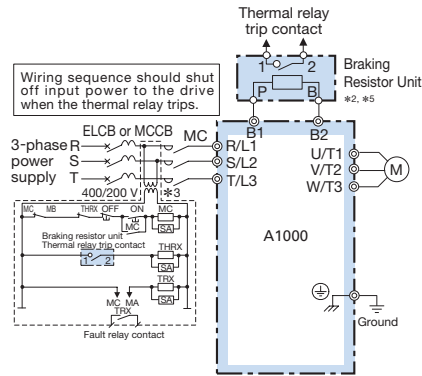 Thermal relay
trip contact
1 2
Braking
Resistor Unit
*2, *5
P B
Wiring sequence should shut
off input power to the drive
when the thermal relay trips.
B1 B2
ELCB or MCCB MC
3-phase R R/L1
power S S/L2
supply T T/L3
400/200 V *3
U/T1
V/T2
W/T3
M
A1000
MC MB THRX OFF ON MC
MC SA
Braking resistor unit
Thermal relay trip contact
1 2
THRX
SA
TRX
SA
MC MA
TRX
Fault relay contact
Ground